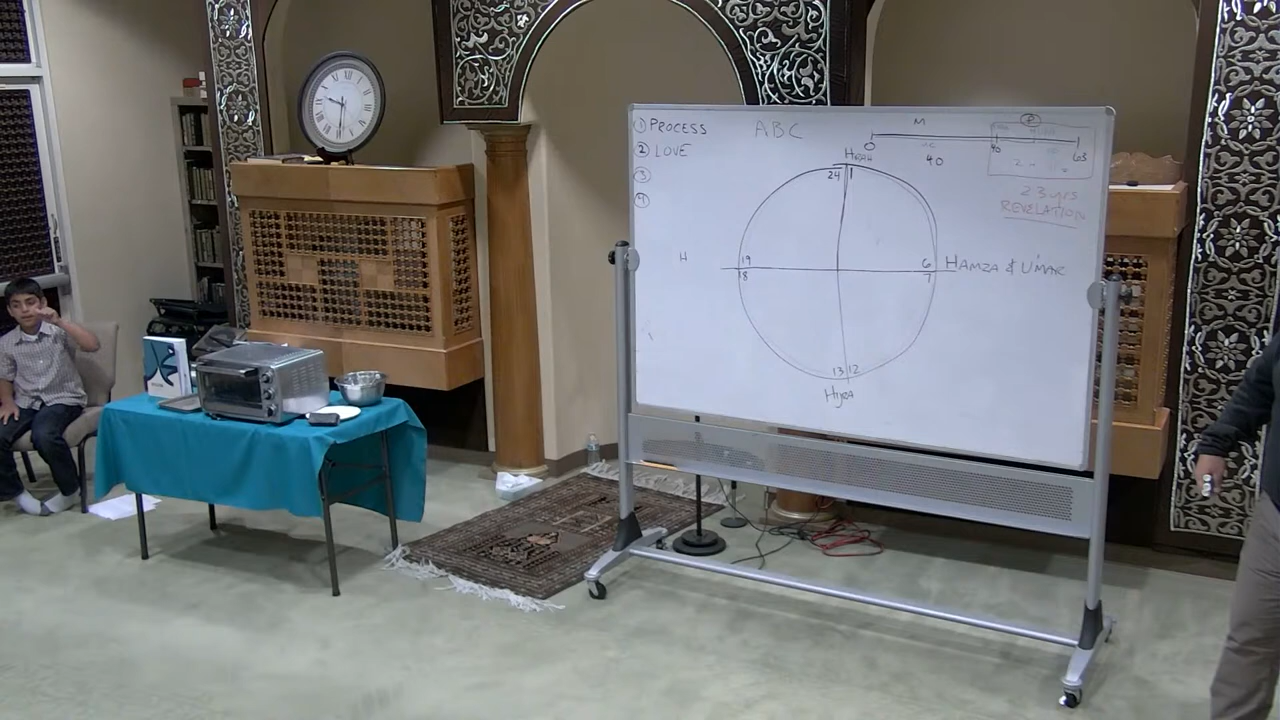 ① PROCESS
② LOVE
③
④
ABC
M
P
0
40
40
63
23 yrs
REVELATION
Hirah
24 1
H
19
18
6
7
HAMZA & U'MAR
13 12
Hijra